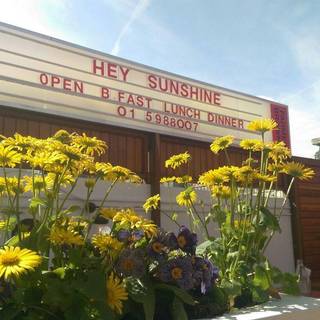 HEY SUNSHINE
OPEN B FAST LUNCH DINNER
01 5988007